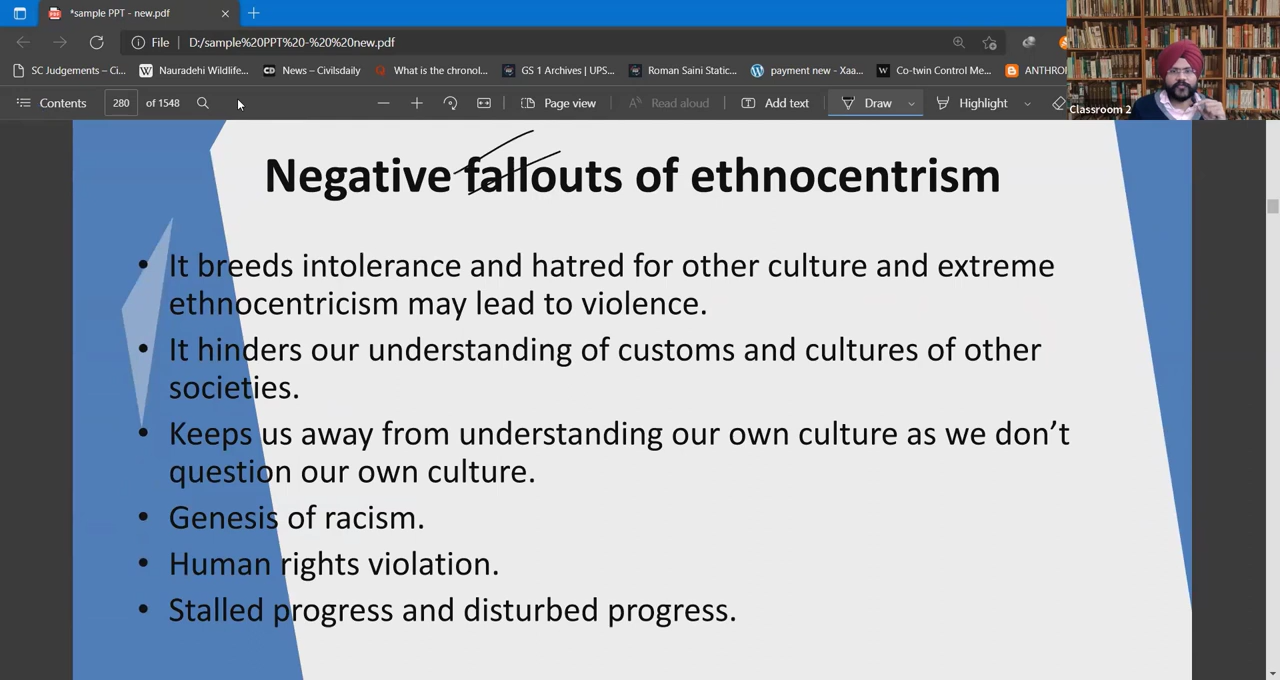 *sample PPT - new.pdf
File D:/sample%20PPT%20-%20%20new.pdf
SC Judgements – Ci... Nauradehi Wildlife... News – Civilsdaily What is the chronol... GS 1 Archives | UPS... Roman Saini Static... payment new - Xaa... Co-twin Control Me... ANTHRO
Contents 280 of 1548 Page view Read aloud Add text Draw Highlight
Classroom 2
Negative fallouts of ethnocentrism
• It breeds intolerance and hatred for other culture and extreme
ethnocentricism may lead to violence.
• It hinders our understanding of customs and cultures of other
societies.
• Keeps us away from understanding our own culture as we don't
question our own culture.
• Genesis of racism.
• Human rights violation.
• Stalled progress and disturbed progress.